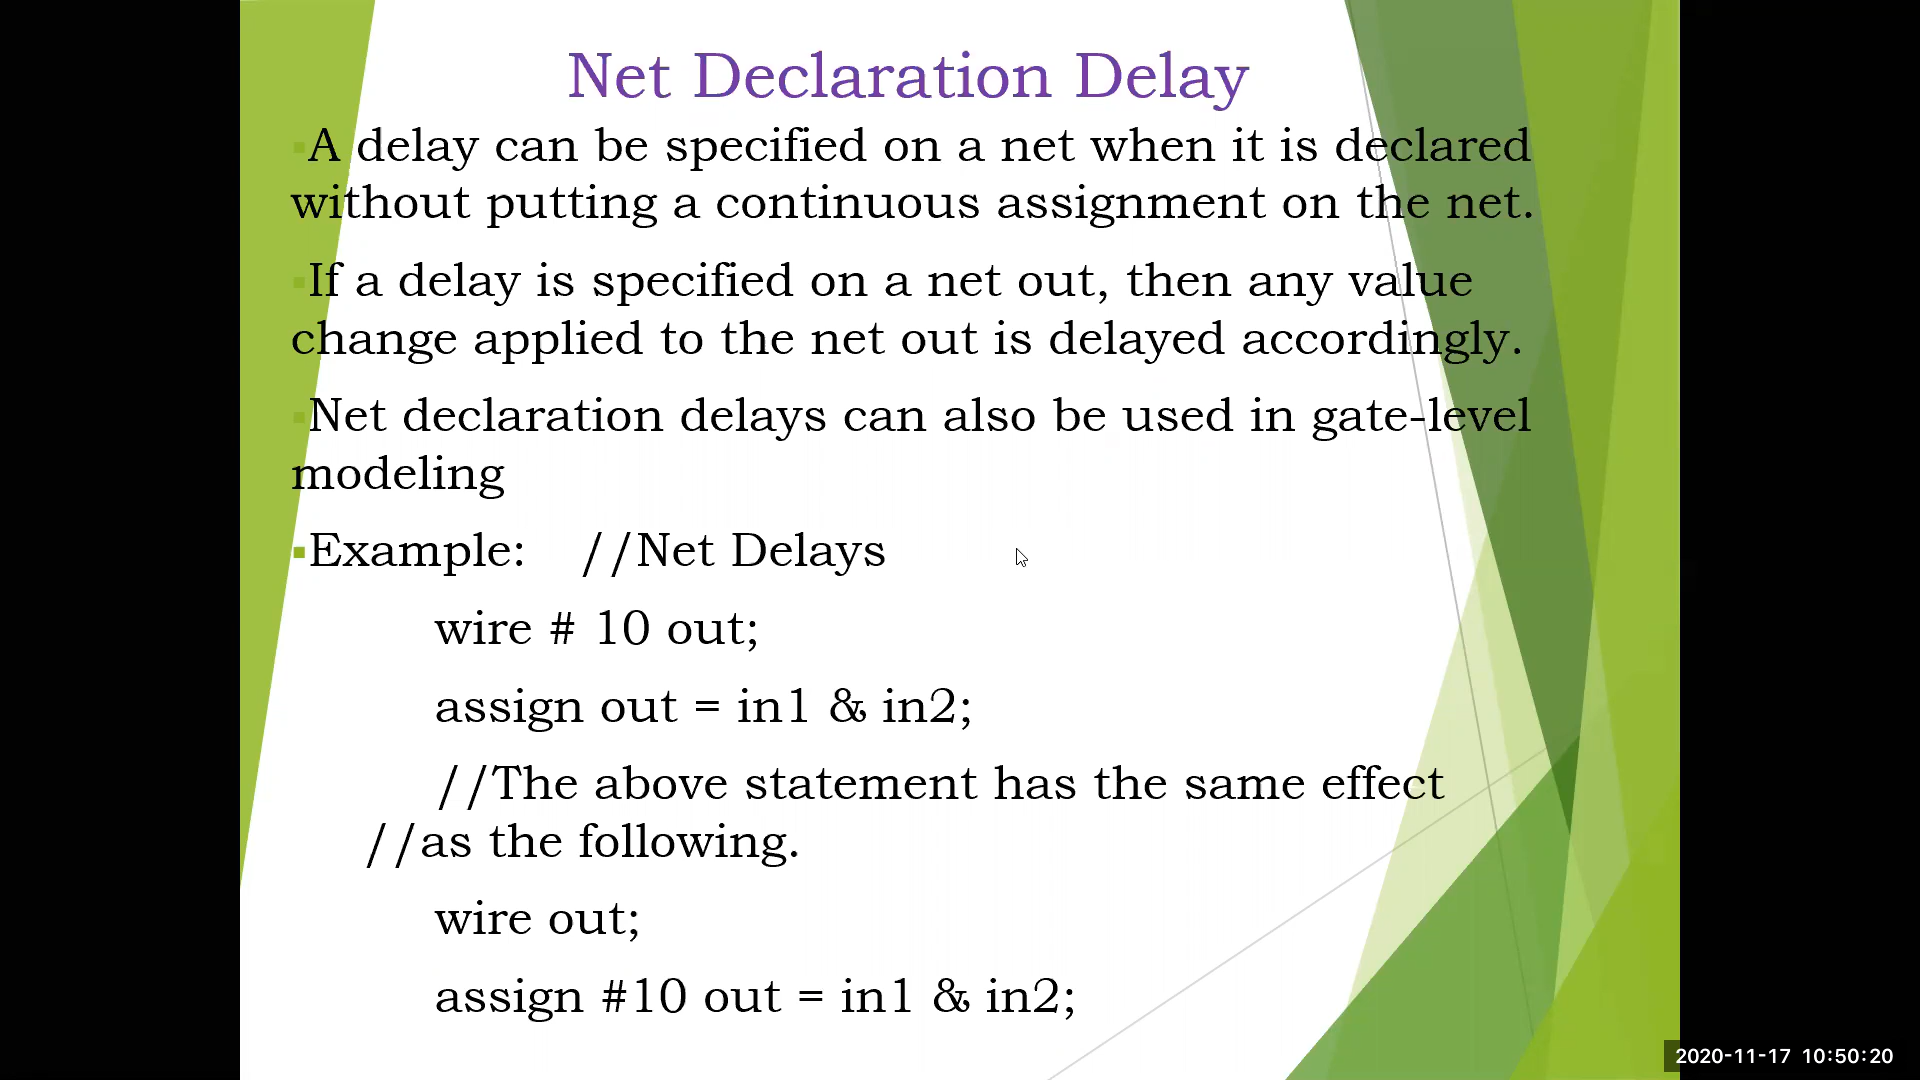 Net Declaration Delay
▪A delay can be specified on a net when it is declared
without putting a continuous assignment on the net.
▪If a delay is specified on a net out, then any value
change applied to the net out is delayed accordingly.
▪Net declaration delays can also be used in gate-level
modeling
▪Example: //Net Delays
wire # 10 out;
assign out = in1 & in2;
//The above statement has the same effect
//as the following.
wire out;
assign #10 out = in1 & in2;
2020-11-17 10:50:20